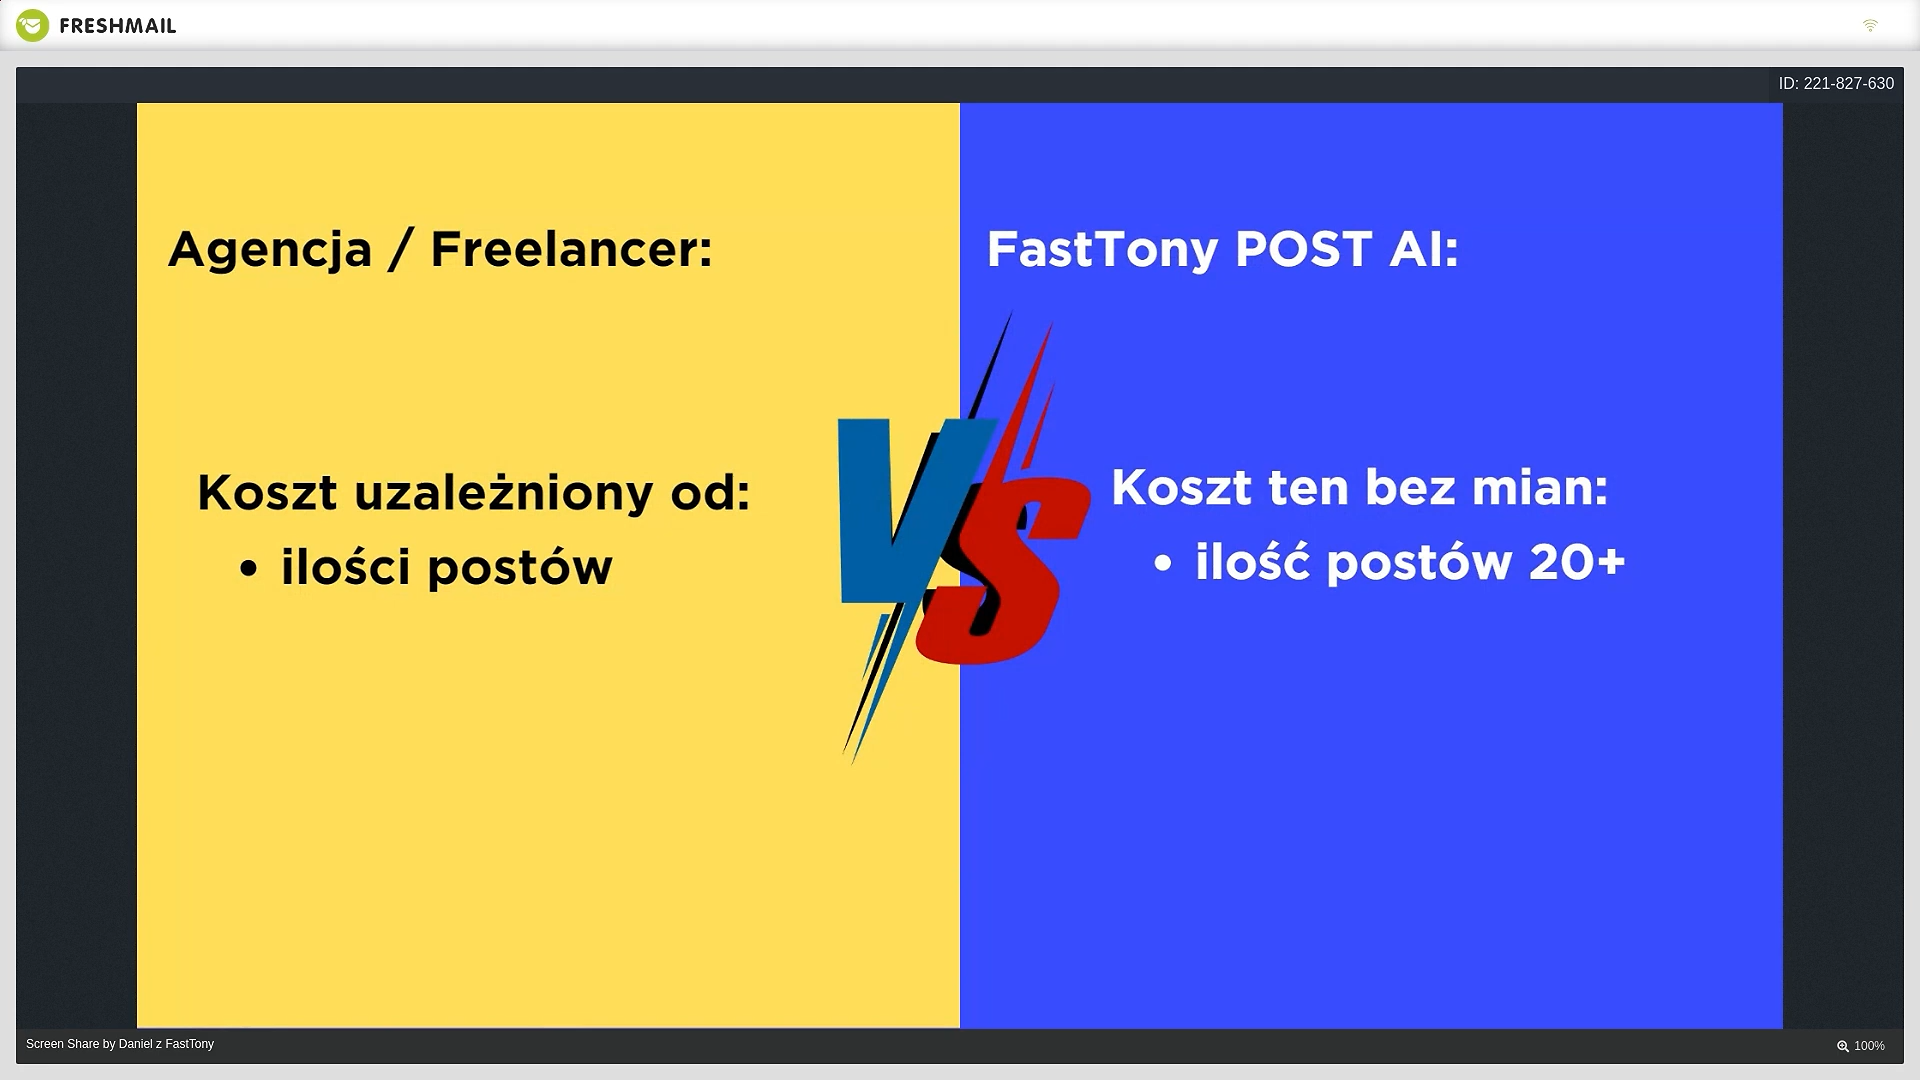 FRESHMAIL
ID: 221-827-630
Agencja / Freelancer:
Koszt uzależniony od:
• ilości postów
VS
FastTony POST AI:
Koszt ten bez mian:
• ilość postów 20+
Screen Share by Daniel z FastTony
100%